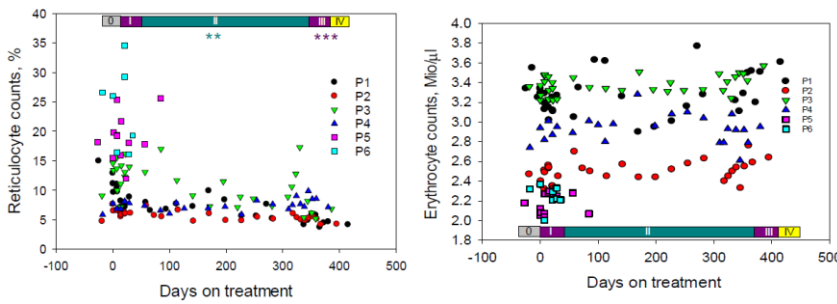 0 I II III IV
** ***
Reticulocyte counts, %
40
35
30
25
20
15
10
5
0
P1
P2
P3
P4
P5
P6
-100 0 100 200 300 400 500
Days on treatment
Erythrocyte counts, Mio/µl
4.0
3.8
3.6
3.4
3.2
3.0
2.8
2.6
2.4
2.2
2.0
1.8
P1
P2
P3
P4
P5
P6
0 I II III IV
-100 0 100 200 300 400 500
Days on treatment